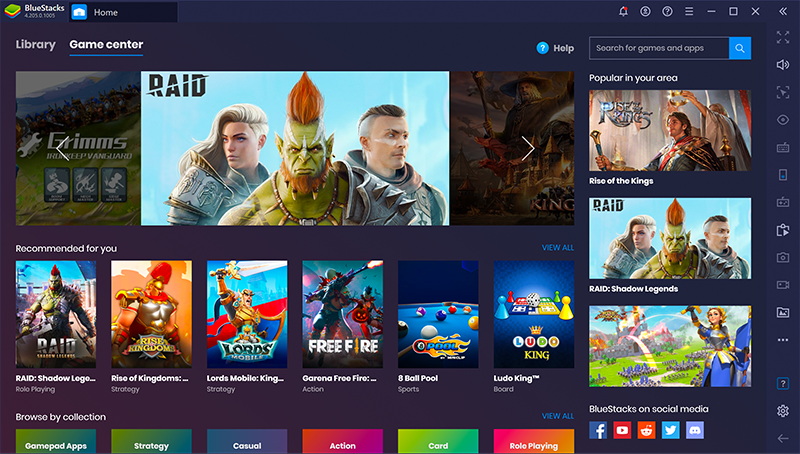 BlueStacks
4.205.0.1005
Home
Library
Game center
Help
Search for games and apps
Grimms
IRONKEEP VANGUARD
RAID
Popular in your area
RISE OF THE KINGS
Rise of the Kings
RAID
RAID: Shadow Legends
Recommended for you
VIEW ALL
RAID
SHADOW LEGENDS
RISE OF KINGDOMS
LORDS
MOBILE
FREE FIRE
8 BALL POOL
BY MINICLIP
LUDO
KING
RAID: Shadow Lege...
Role Playing
Rise of Kingdoms: ...
Strategy
Lords Mobile: King...
Strategy
Garena Free Fire: ...
Action
8 Ball Pool
Sports
Ludo King™
Board
Browse by collection
VIEW ALL
Gamepad Apps
Strategy
Casual
Action
Card
Role Playing
BlueStacks on social media